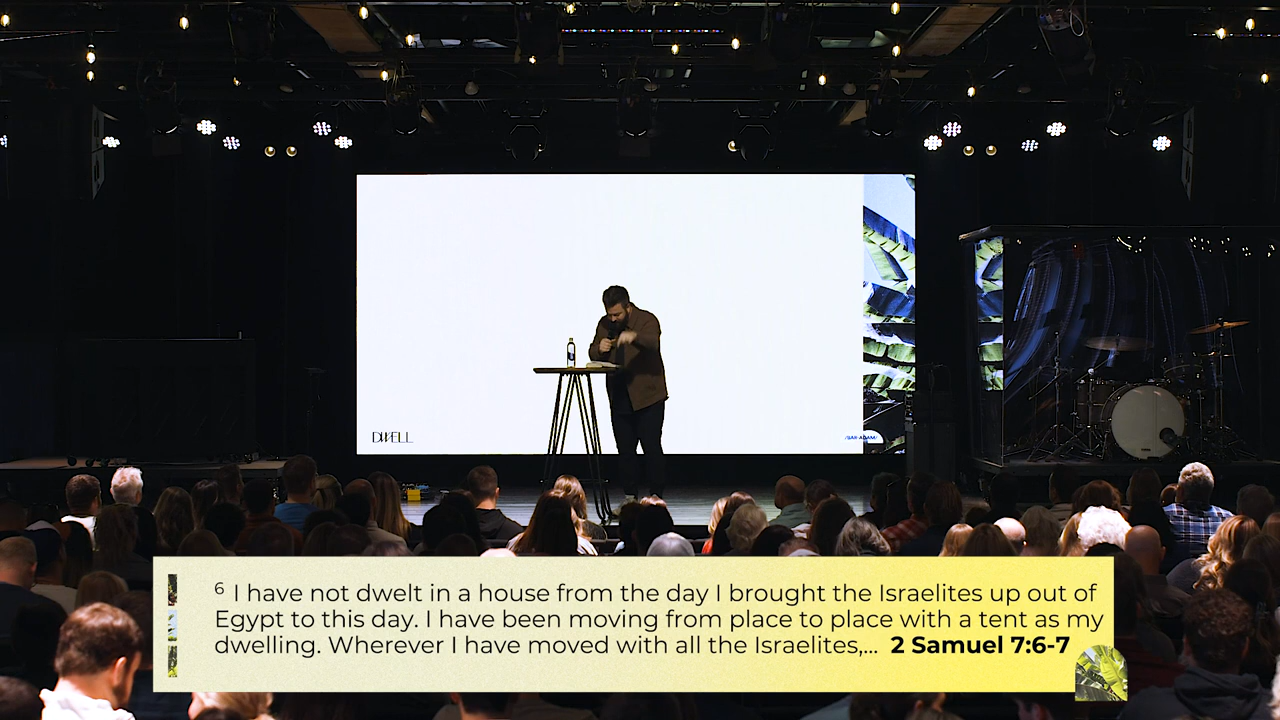 DWELL
⁶ I have not dwelt in a house from the day I brought the Israelites up out of
Egypt to this day. I have been moving from place to place with a tent as my
dwelling. Wherever I have moved with all the Israelites,... 2 Samuel 7:6-7